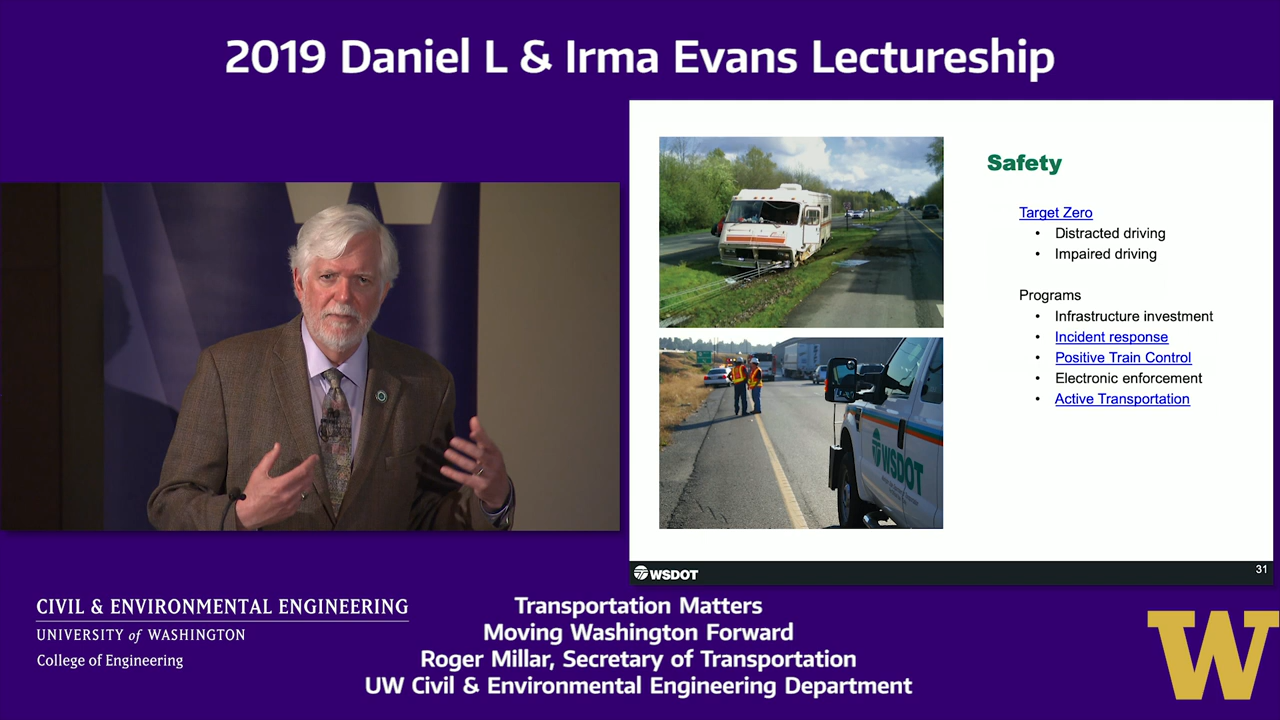 2019 Daniel L & Irma Evans Lectureship
Safety
Target Zero
• Distracted driving
• Impaired driving
Programs
• Infrastructure investment
• Incident response
• Positive Train Control
• Electronic enforcement
• Active Transportation
WSDOT
WSDOT
31
CIVIL & ENVIRONMENTAL ENGINEERING
UNIVERSITY of WASHINGTON
College of Engineering
Transportation Matters
Moving Washington Forward
Roger Millar, Secretary of Transportation
UW Civil & Environmental Engineering Department
W